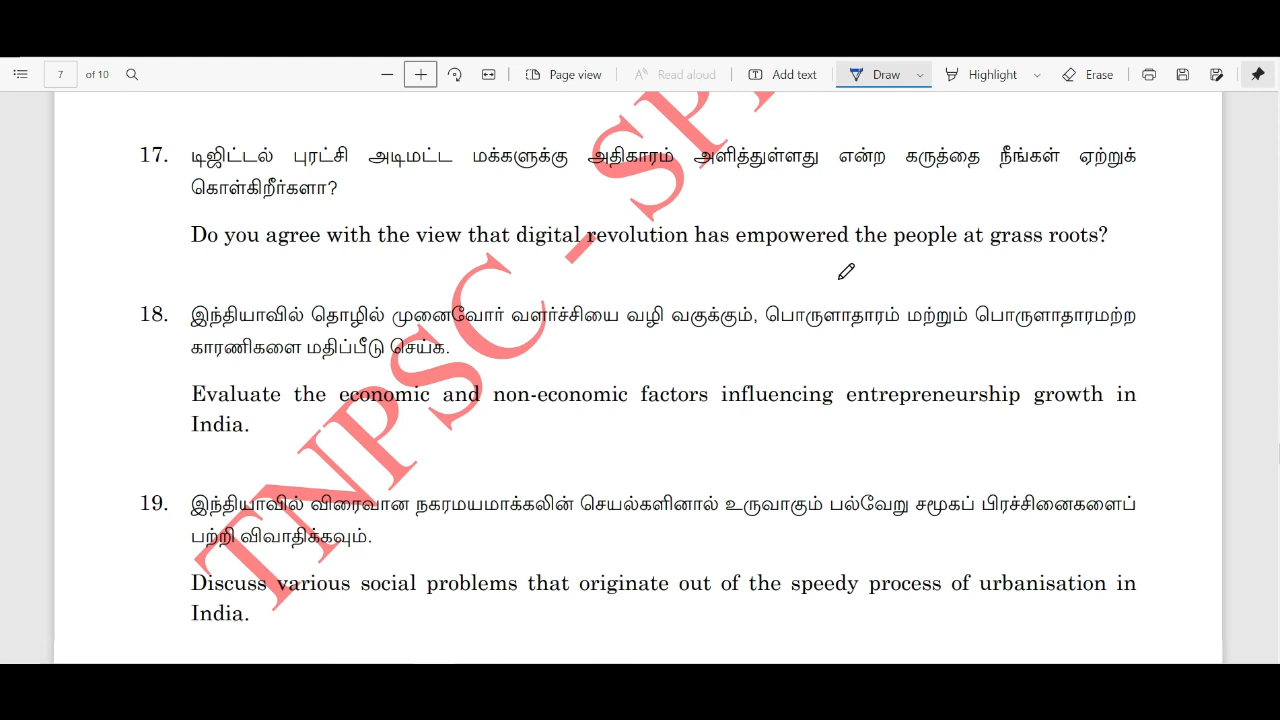 7 of 10 Page view Read aloud Add text Draw Highlight Erase
17. டிஜிட்டல் புரட்சி அடிமட்ட மக்களுக்கு அதிகாரம் அளித்துள்ளது என்ற கருத்தை நீங்கள் ஏற்றுக்
கொள்கிறீர்களா?
Do you agree with the view that digital revolution has empowered the people at grass roots?
18. இந்தியாவில் தொழில் முனைவோர் வளர்ச்சியை வழி வகுக்கும், பொருளாதாரம் மற்றும் பொருளாதாரமற்ற
காரணிகளை மதிப்பீடு செய்க.
Evaluate the economic and non-economic factors influencing entrepreneurship growth in
India.
19. இந்தியாவில் விரைவான நகரமயமாக்கலின் செயல்களினால் உருவாகும் பல்வேறு சமூகப் பிரச்சினைகளைப்
பற்றி விவாதிக்கவும்.
Discuss various social problems that originate out of the speedy process of urbanisation in
India.
TNPSC - SP